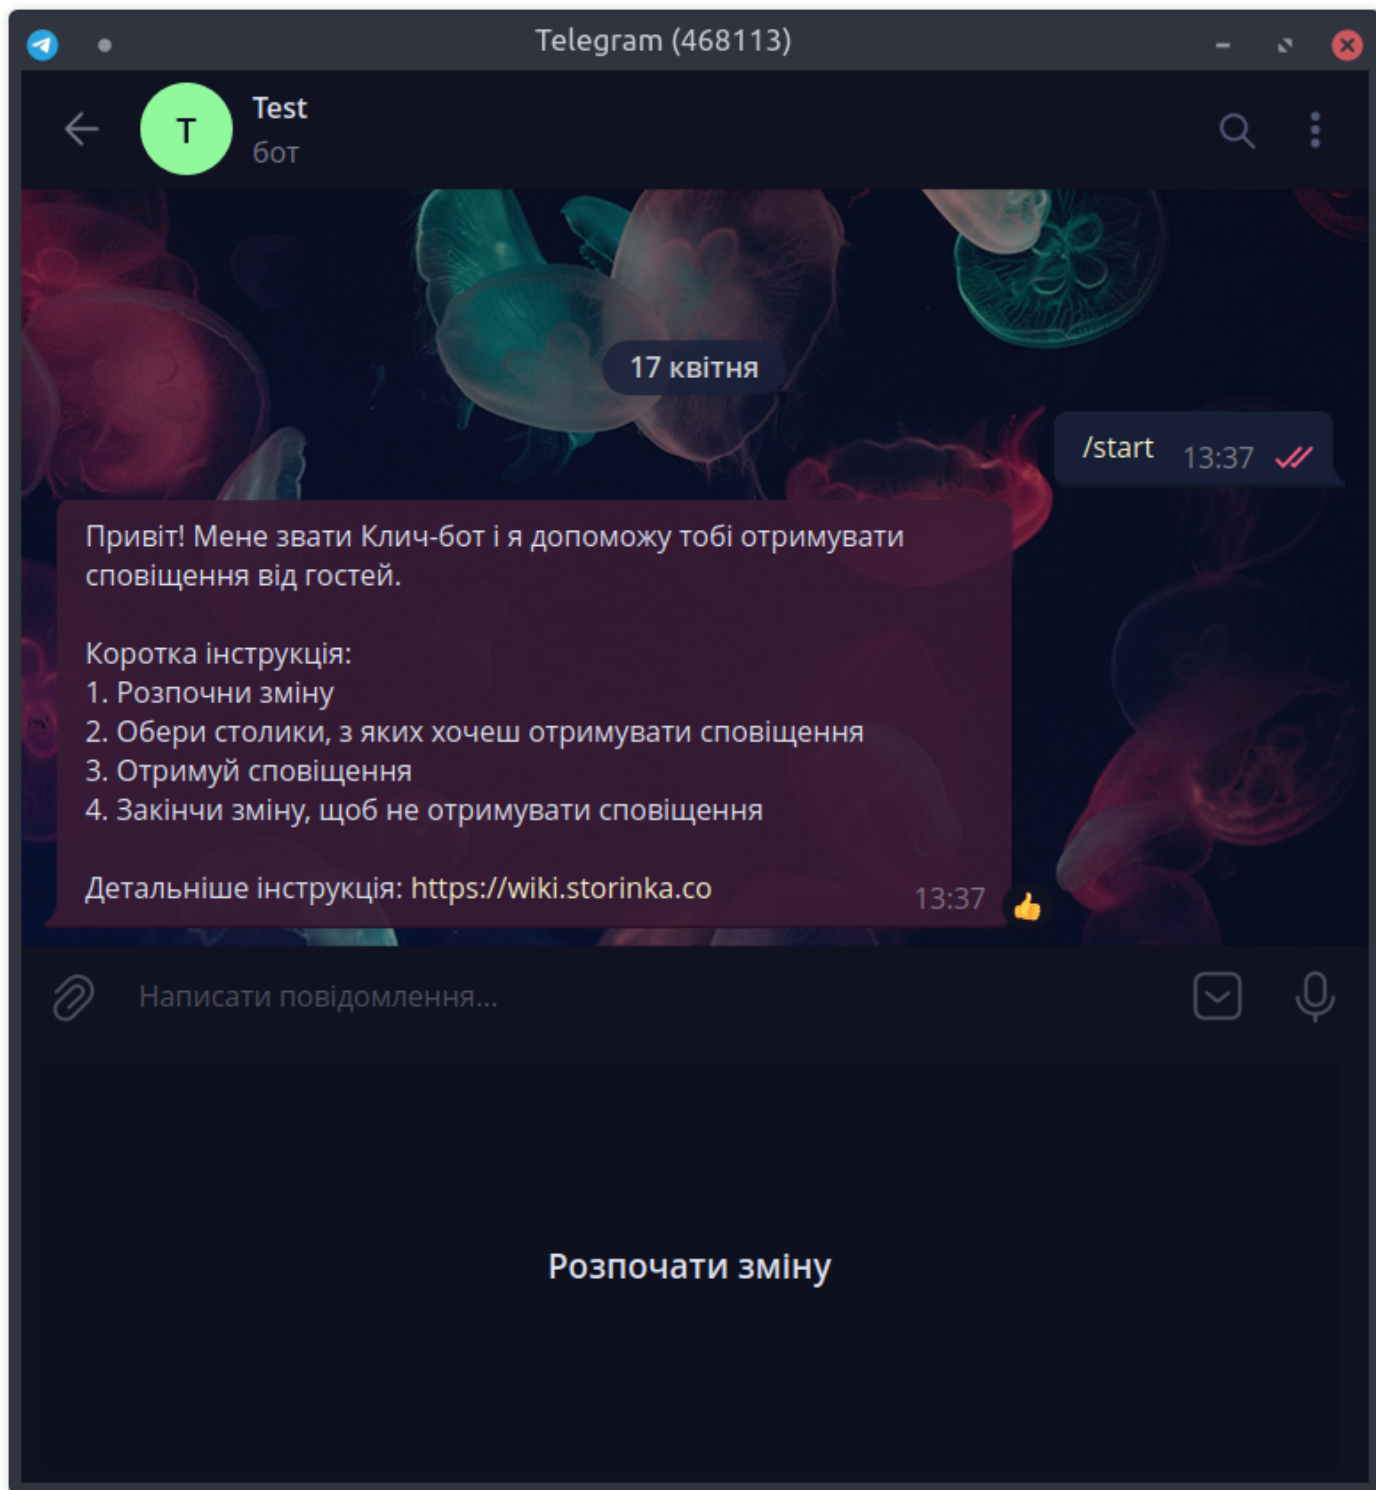 Telegram (468113)
T
Test
бот
17 квітня
/start 13:37
Привіт! Мене звати Клич-бот і я допоможу тобі отримувати
сповіщення від гостей.
Коротка інструкція:
1. Розпочни зміну
2. Обери столики, з яких хочеш отримувати сповіщення
3. Отримуй сповіщення
4. Закінчи зміну, щоб не отримувати сповіщення
Детальніше інструкція: https://wiki.storinka.co 13:37
Написати повідомлення...
Розпочати зміну